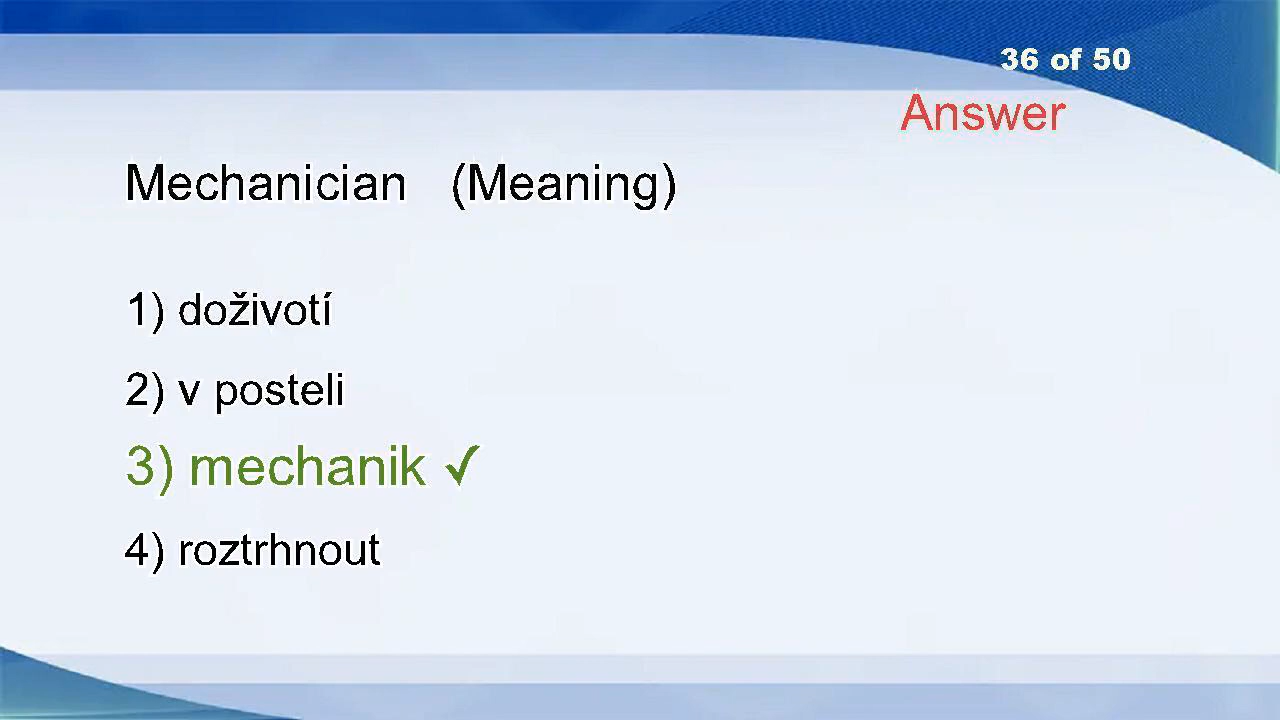 36 of 50
Answer
Mechanician (Meaning)
1) doživotí
2) v posteli
3) mechanik ✓
4) roztrhnout